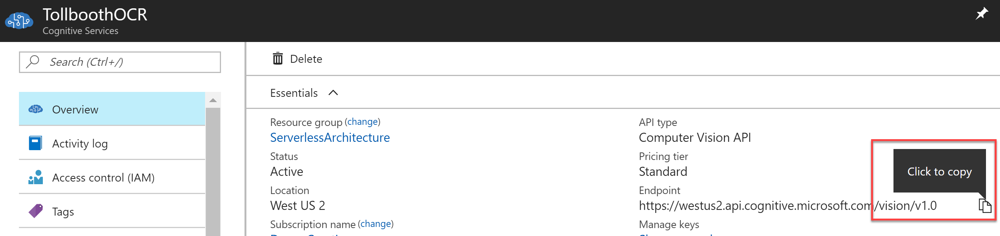 TollboothOCR
Cognitive Services
Search (Ctrl+/)
Overview
Activity log
Access control (IAM)
Tags
Delete
Essentials
Resource group (change)
ServerlessArchitecture
Status
Active
Location
West US 2
Subscription name (change)
API type
Computer Vision API
Pricing tier
Standard
Endpoint
https://westus2.api.cognitive.microsoft.com/vision/v1.0
Manage keys
Click to copy